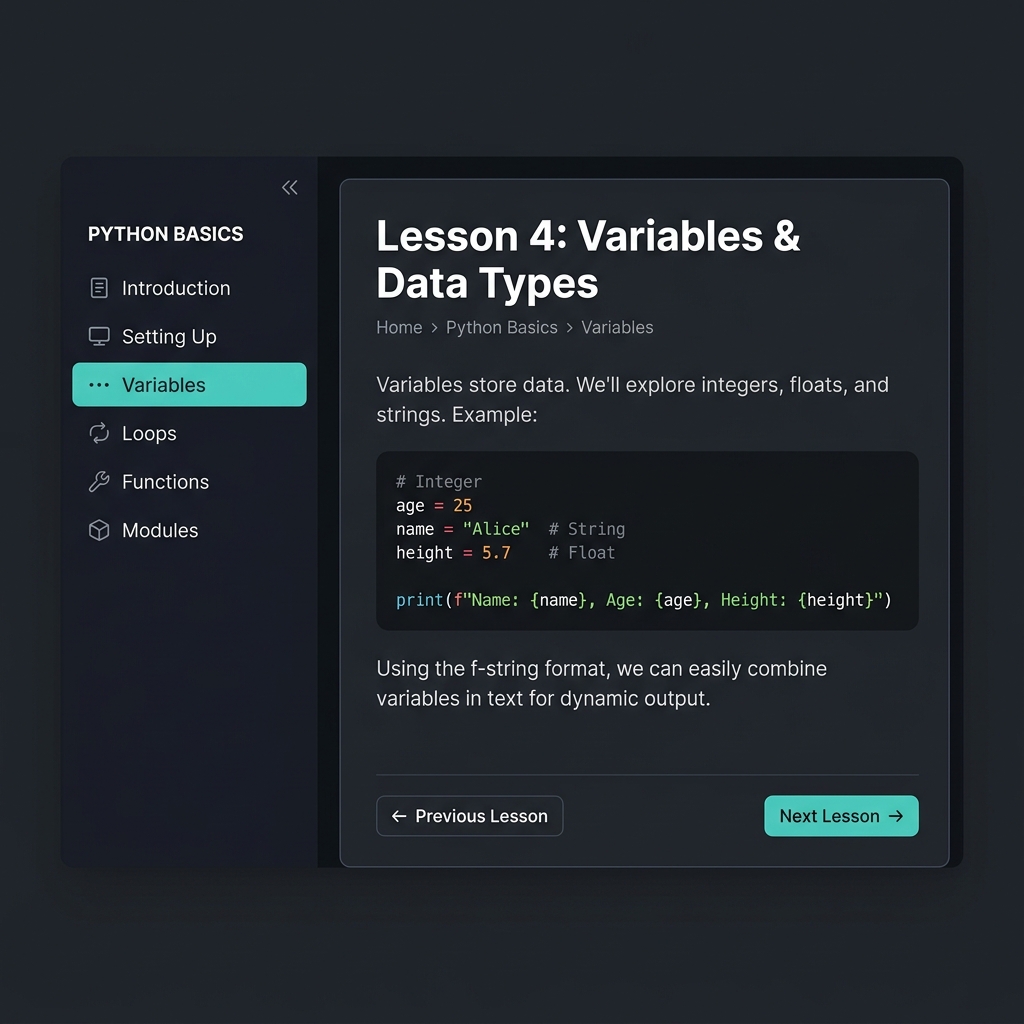 PYTHON BASICS
Introduction
Setting Up
Variables
Loops
Functions
Modules
Lesson 4: Variables &
Data Types
Home > Python Basics > Variables
Variables store data. We'll explore integers, floats, and
strings. Example:
# Integer
age = 25
name = "Alice"  # String
height = 5.7    # Float
print(f"Name: {name}, Age: {age}, Height: {height}")
Using the f-string format, we can easily combine
variables in text for dynamic output.
← Previous Lesson
Next Lesson →